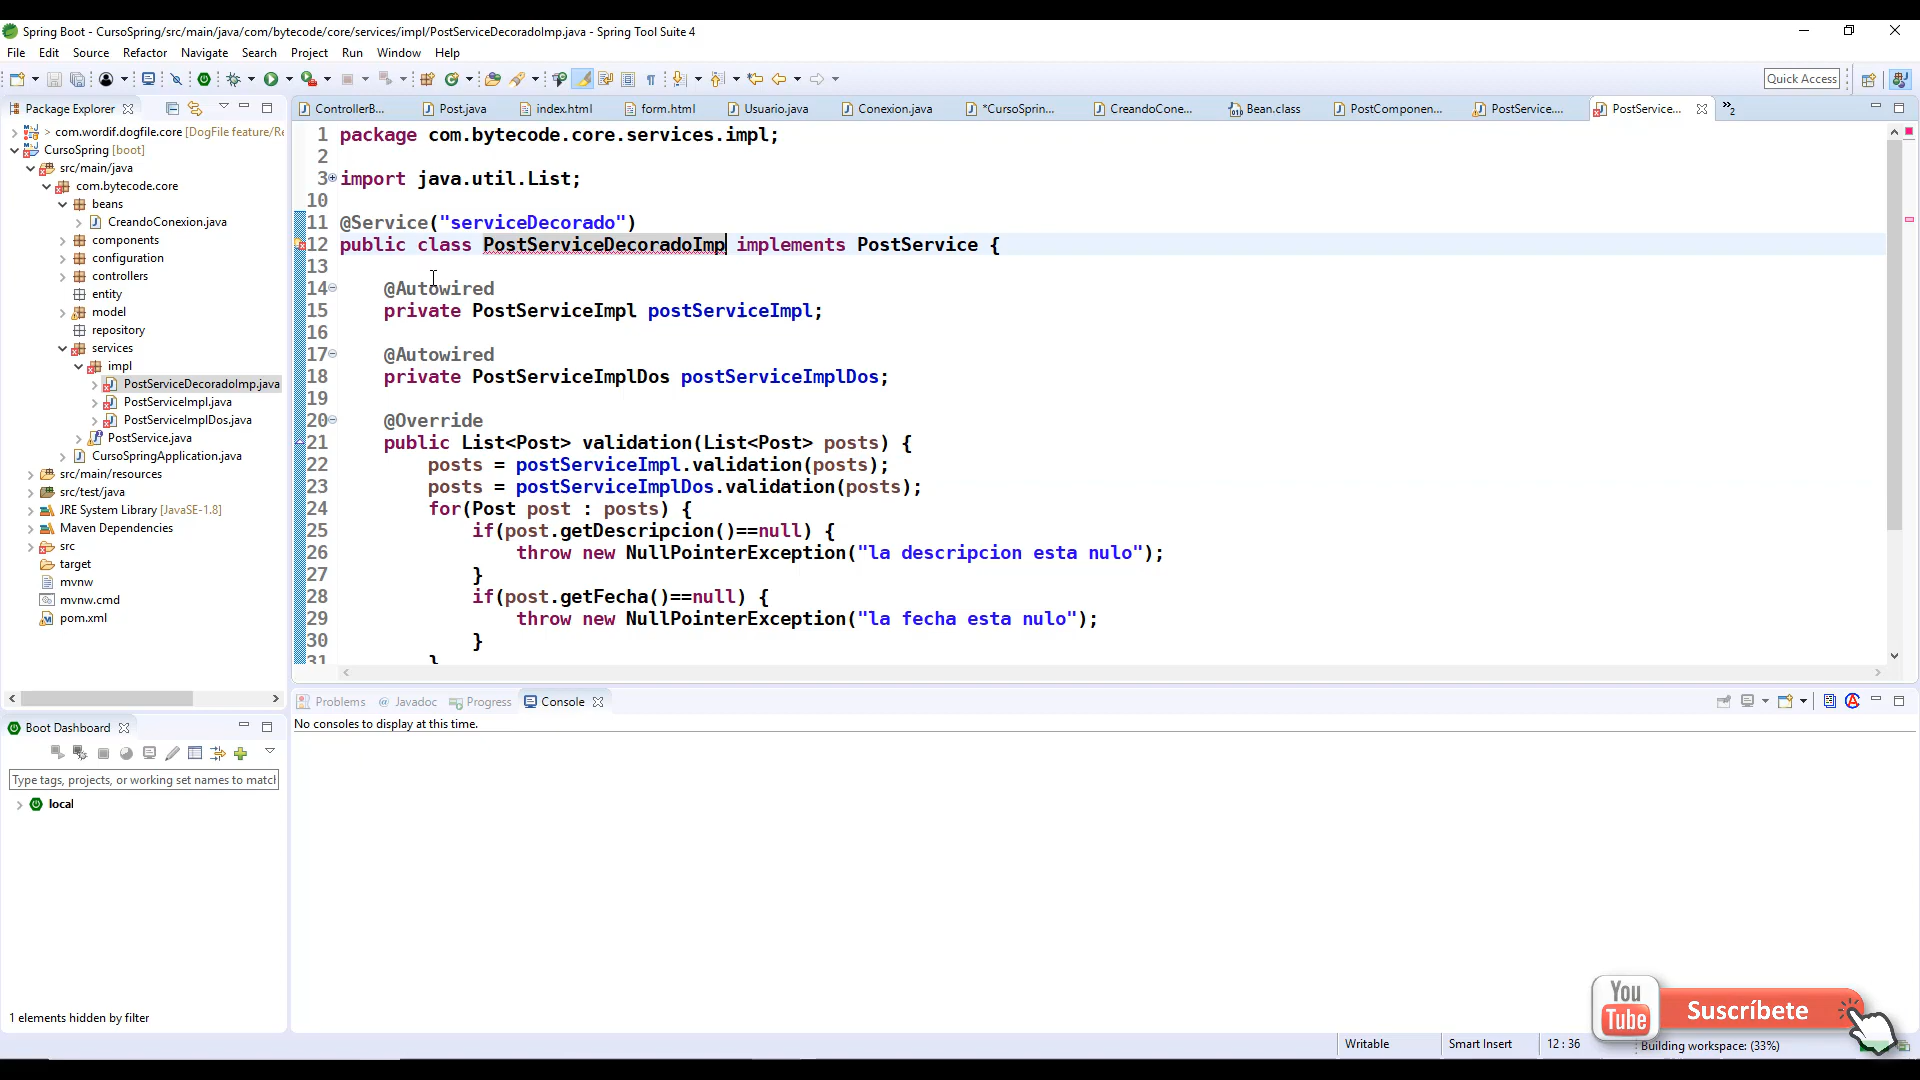 Spring Boot - CursoSpring/src/main/java/com/bytecode/core/services/impl/PostServiceDecoradoImp.java - Spring Tool Suite 4
File Edit Source Refactor Navigate Search Project Run Window Help
Quick Access
Package Explorer
ControllerB... Post.java index.html form.html Usuario.java Conexion.java *CursoSprin... CreandoCone... Bean.class PostComponen... PostService.... PostService... »2
> com.wordif.dogfile.core [DogFile feature/Re
CursoSpring [boot]
src/main/java
com.bytecode.core
beans
CreandoConexion.java
components
configuration
controllers
entity
model
repository
services
impl
PostServiceDecoradoImp.java
PostServiceImpl.java
PostServiceImplDos.java
PostService.java
CursoSpringApplication.java
src/main/resources
src/test/java
JRE System Library [JavaSE-1.8]
Maven Dependencies
src
target
mvnw
mvnw.cmd
pom.xml
1 package com.bytecode.core.services.impl;
2
3 import java.util.List;
10
11 @Service("serviceDecorado")
12 public class PostServiceDecoradoImp implements PostService {
13
14 @Autowired
15 private PostServiceImpl postServiceImpl;
16
17 @Autowired
18 private PostServiceImplDos postServiceImplDos;
19
20 @Override
21 public List<Post> validation(List<Post> posts) {
22 posts = postServiceImpl.validation(posts);
23 posts = postServiceImplDos.validation(posts);
24 for(Post post : posts) {
25 if(post.getDescripcion()==null) {
26 throw new NullPointerException("la descripcion esta nulo");
27 }
28 if(post.getFecha()==null) {
29 throw new NullPointerException("la fecha esta nulo");
30 }
31 }
Problems Javadoc Progress Console
No consoles to display at this time.
Boot Dashboard
Type tags, projects, or working set names to match
local
1 elements hidden by filter
You
Tube
Suscríbete
Writable Smart Insert 12 : 36 Building workspace: (33%)